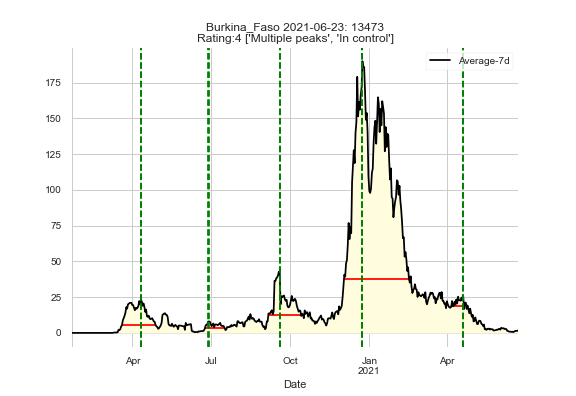 Burkina_Faso 2021-06-23: 13473
Rating:4 ['Multiple peaks', 'In control']
Average-7d
175
150
125
100
75
50
25
0
Apr Jul Oct Jan Apr
2021
Date